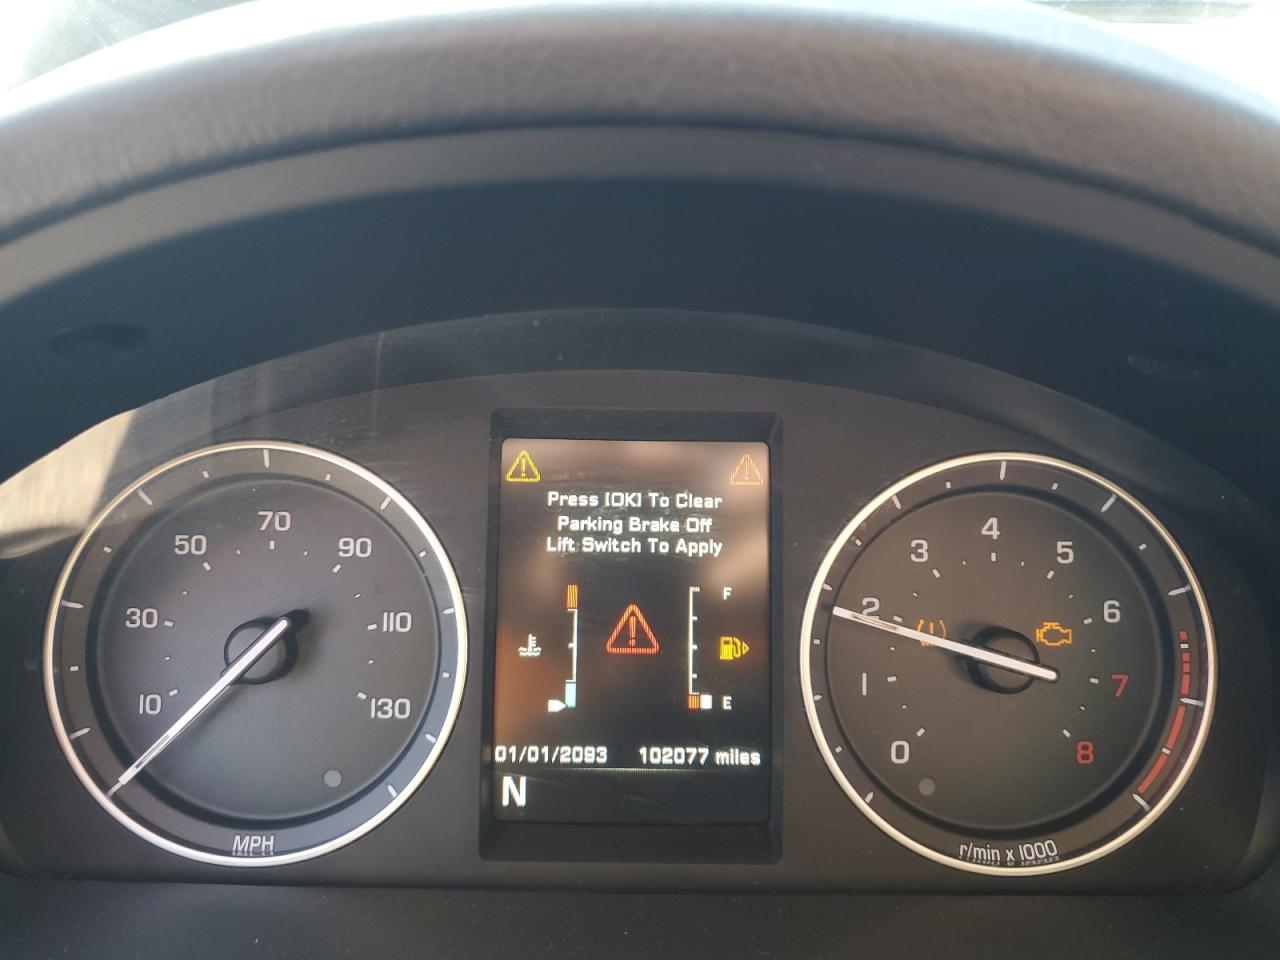 Press [OK] To Clear
Parking Brake Off
Lift Switch To Apply
F
E
01/01/2093 102077 miles
N
10
30
50
70
90
110
130
MPH
0
1
2
3
4
5
6
7
8
r/min x 1000